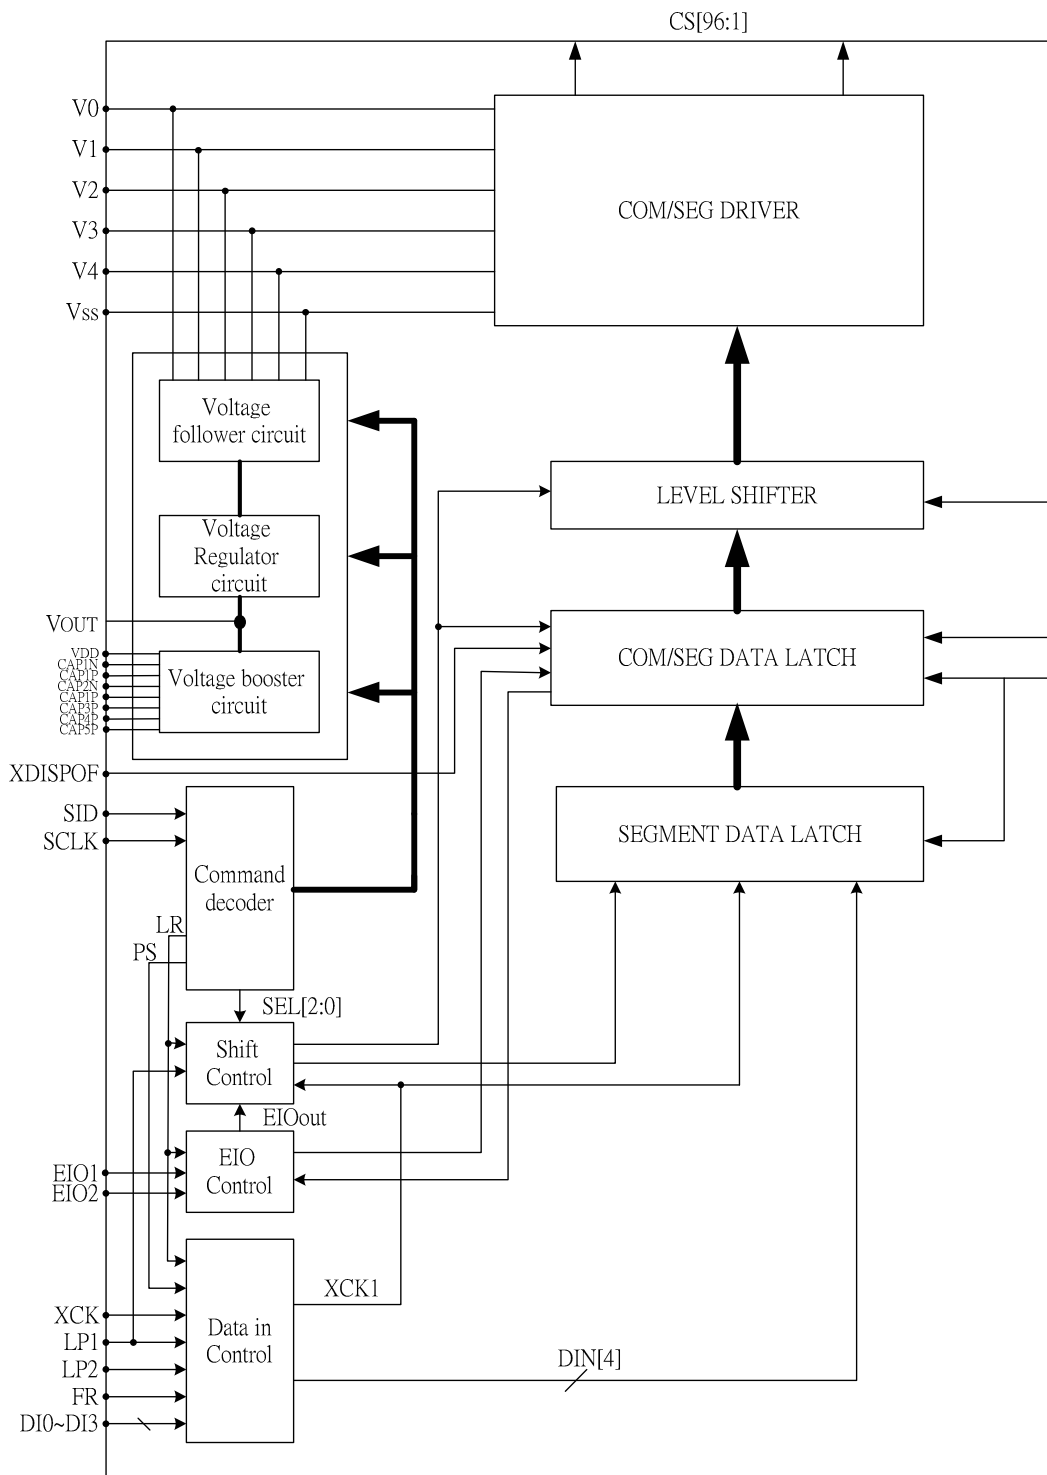 CS[96:1]
V0
V1
V2
V3
V4
VSS
COM/SEG DRIVER
Voltage
follower circuit
LEVEL SHIFTER
Voltage
Regulator
circuit
VOUT
VDD
CAP1N
CAP1P
CAP2N
CAP1P
CAP3P
CAP4P
CAP5P
Voltage booster
circuit
COM/SEG DATA LATCH
XDISPOF
SID
SCLK
SEGMENT DATA LATCH
Command
decoder
LR
PS
SEL[2:0]
Shift
Control
EIOout
EIO1
EIO2
EIO
Control
XCK1
XCK
LP1
LP2
FR
DI0~DI3
Data in
Control
DIN[4]